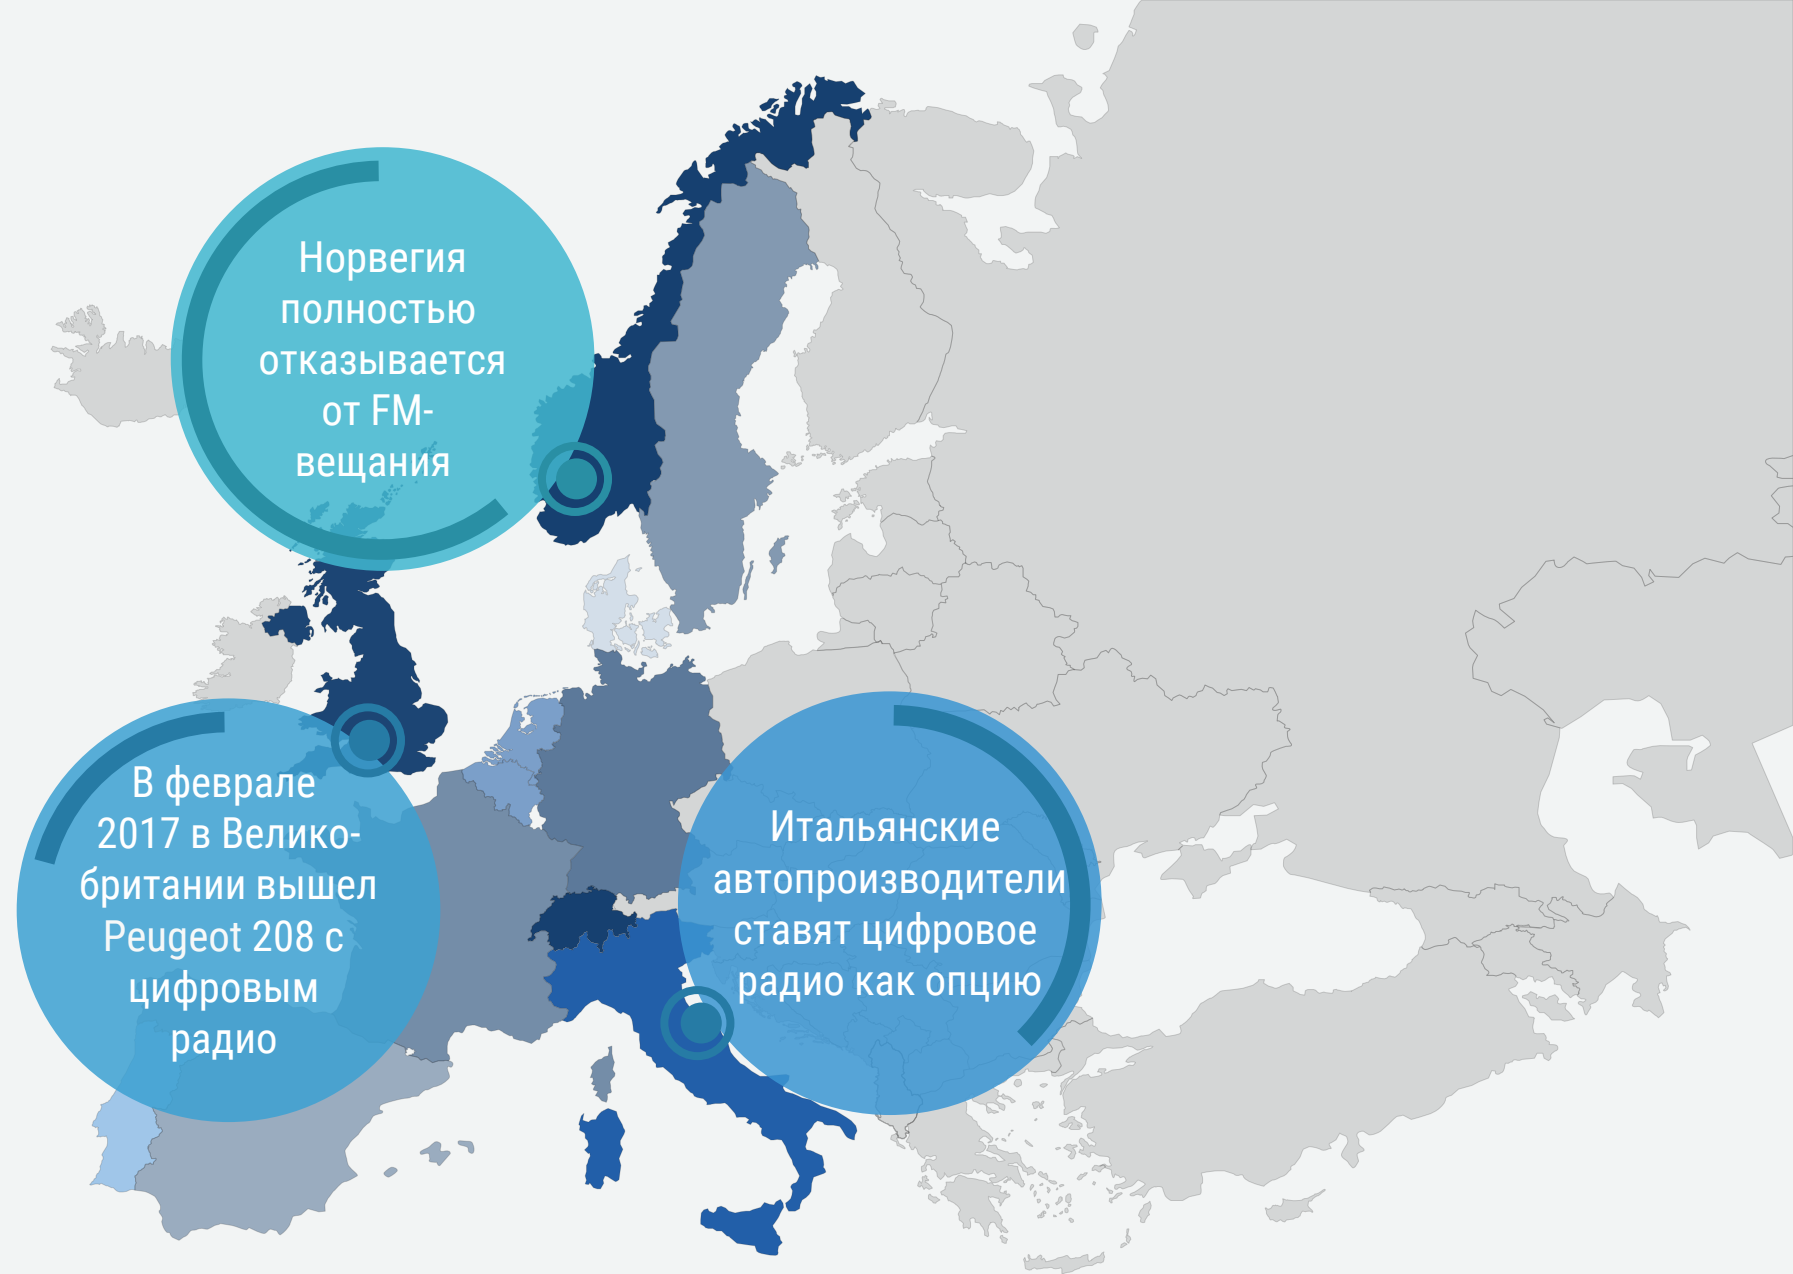 Норвегия
полностью
отказывается
от FM-
вещания
В феврале
2017 в Велико-
британии вышел
Peugeot 208 с
цифровым
радио
Итальянские
автопроизводители
ставят цифровое
радио как опцию